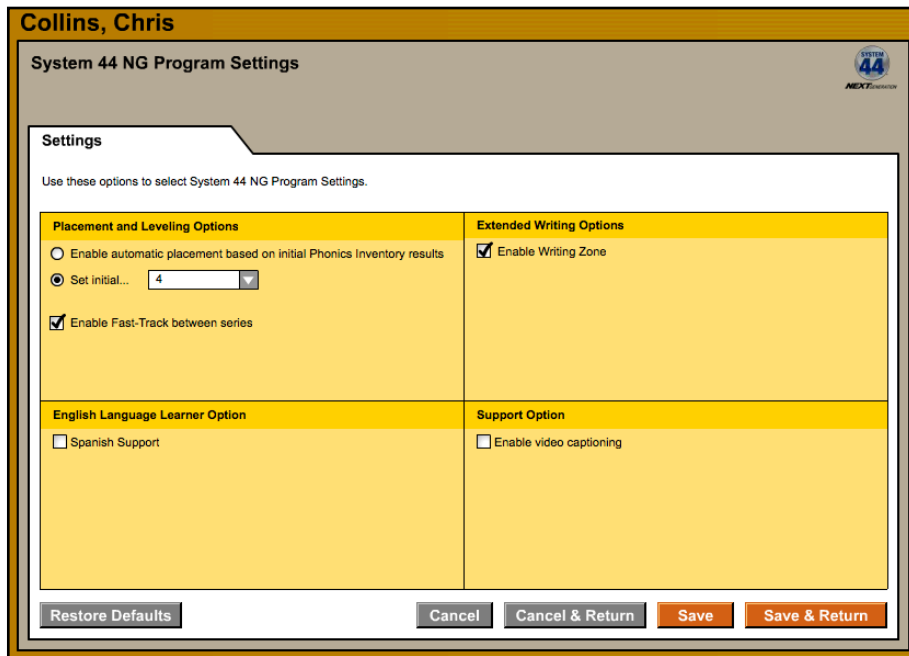 Collins, Chris
System 44 NG Program Settings
SYSTEM
44
NEXT GENERATION
Settings
Use these options to select System 44 NG Program Settings.
Placement and Leveling Options
Enable automatic placement based on initial Phonics Inventory results
Set initial... 4
Enable Fast-Track between series
Extended Writing Options
Enable Writing Zone
English Language Learner Option
Spanish Support
Support Option
Enable video captioning
Restore Defaults
Cancel
Cancel & Return
Save
Save & Return